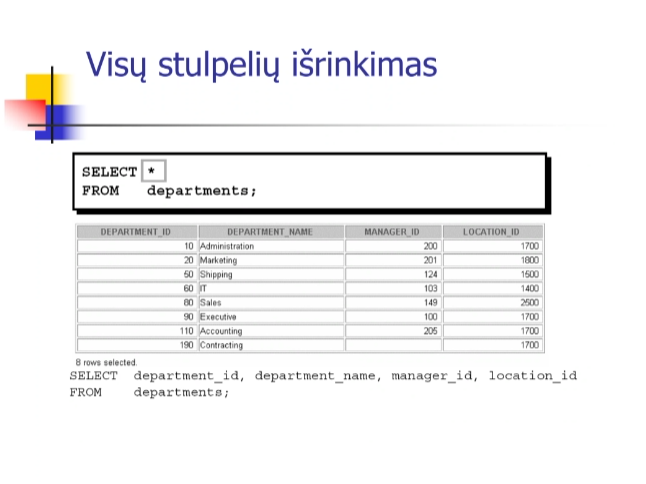 Visų stulpelių išrinkimas
SELECT *
FROM departments;
DEPARTMENT_ID DEPARTMENT_NAME MANAGER_ID LOCATION_ID
10 Administration 200 1700
20 Marketing 201 1800
50 Shipping 124 1500
60 IT 103 1400
80 Sales 149 2500
90 Executive 100 1700
110 Accounting 205 1700
190 Contracting 1700
8 rows selected.
SELECT department_id, department_name, manager_id, location_id
FROM departments;